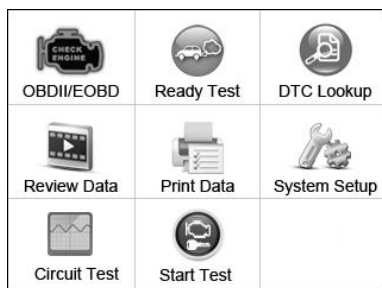 CHECK
ENGINE
OBDII/EOBD
Ready Test
DTC Lookup
Review Data
Print Data
System Setup
Circuit Test
Start Test